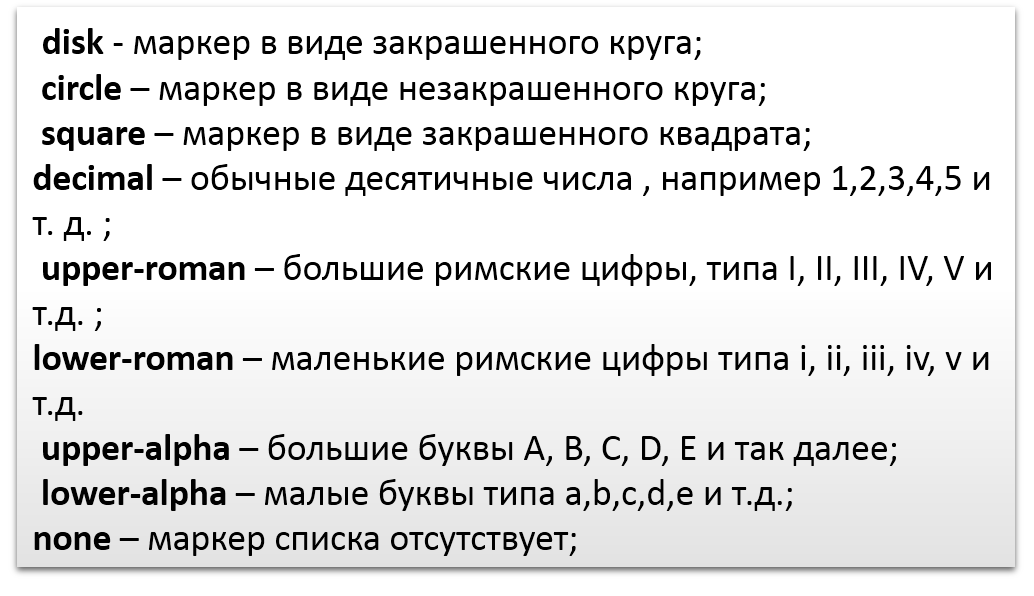 disk - маркер в виде закрашенного круга;
circle – маркер в виде незакрашенного круга;
square – маркер в виде закрашенного квадрата;
decimal – обычные десятичные числа , например 1,2,3,4,5 и
т. д. ;
upper-roman – большие римские цифры, типа I, II, III, IV, V и
т.д. ;
lower-roman – маленькие римские цифры типа i, ii, iii, iv, v и
т.д.
upper-alpha – большие буквы A, B, C, D, E и так далее;
lower-alpha – малые буквы типа a,b,c,d,e и т.д.;
none – маркер списка отсутствует;